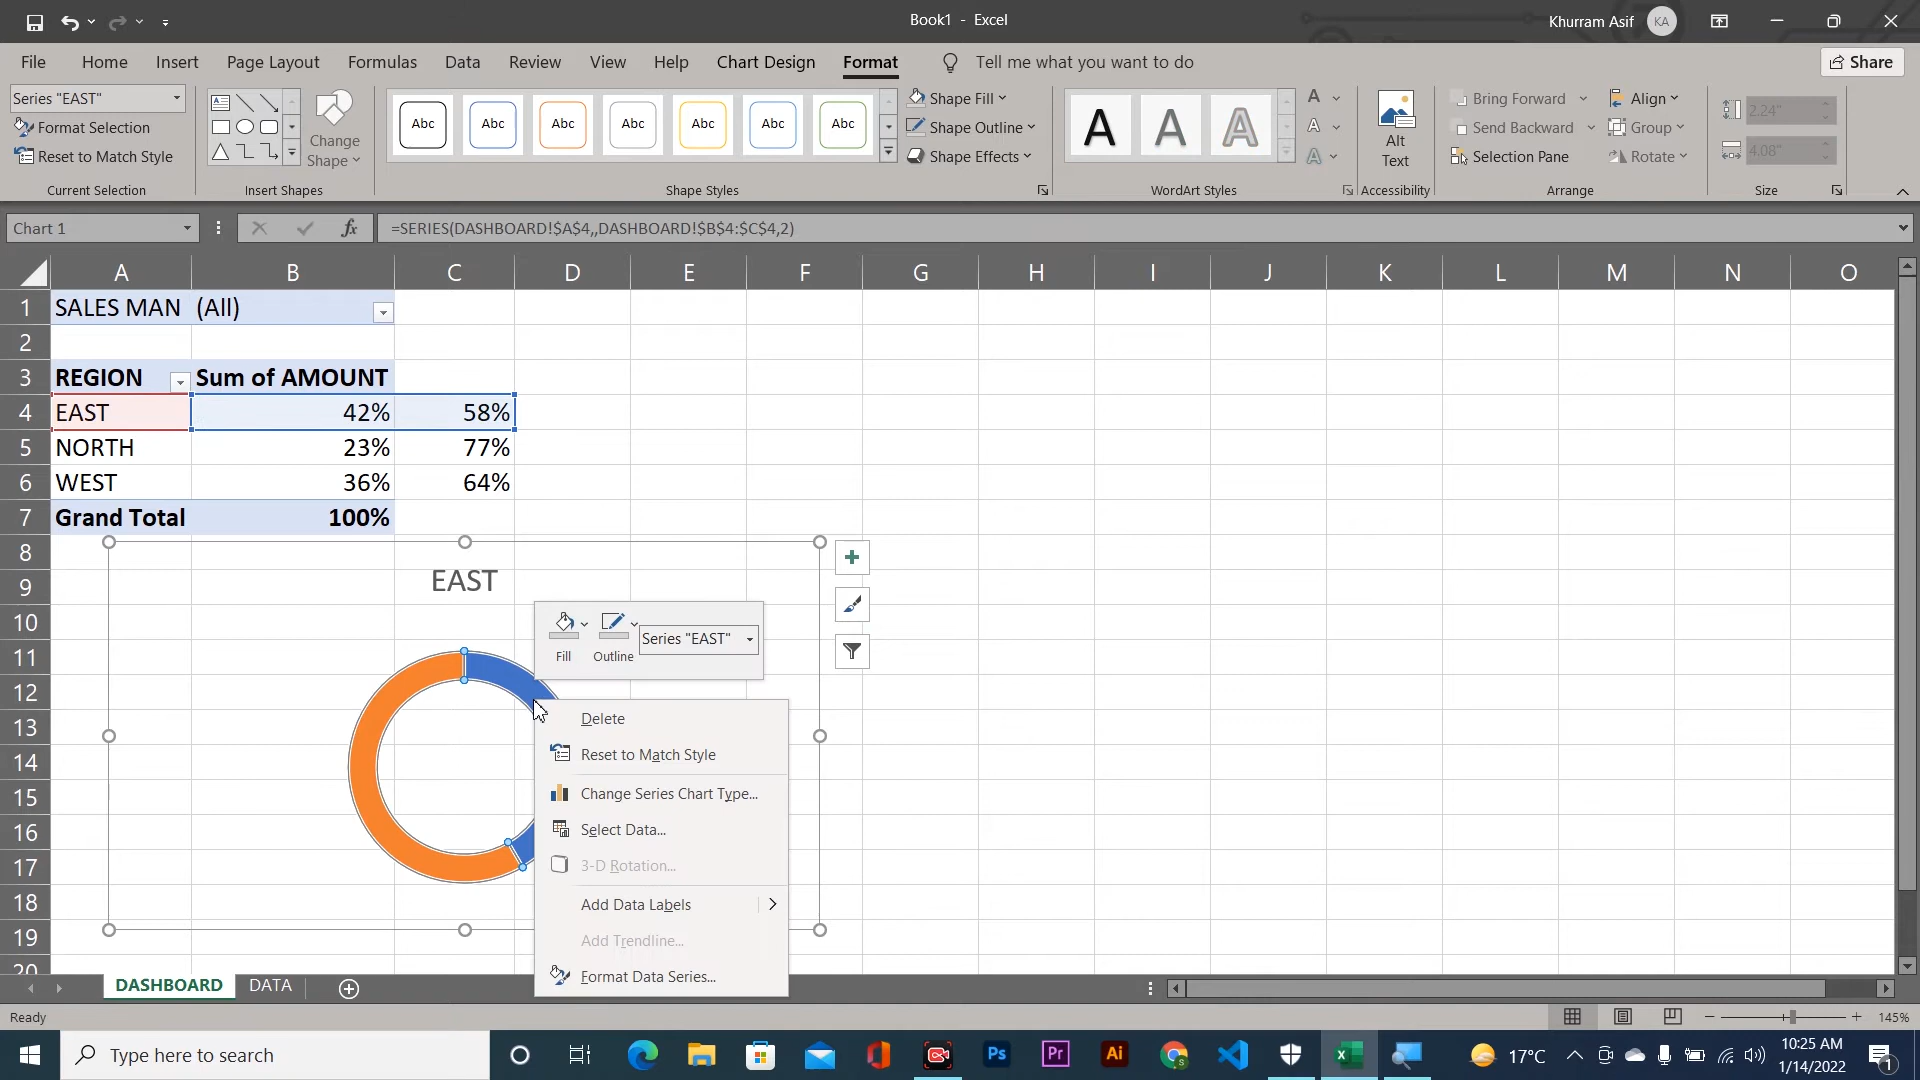 Book1 - Excel
Khurram Asif
KA
File Home Insert Page Layout Formulas Data Review View Help Chart Design Format Tell me what you want to do Share
Series "EAST"
Format Selection
Reset to Match Style
Current Selection
Change
Shape
Insert Shapes
Abc Abc Abc Abc Abc Abc Abc
Shape Styles
Shape Fill
Shape Outline
Shape Effects
A A A
A
A
A
WordArt Styles
Alt
Text
Accessibility
Bring Forward
Send Backward
Selection Pane
Align
Group
Rotate
Arrange
2.24"
4.08"
Size
Chart 1
fx
=SERIES(DASHBOARD!$A$4,,DASHBOARD!$B$4:$C$4,2)
A B C D E F G H I J K L M N O
1 SALES MAN (All)
2
3 REGION Sum of AMOUNT
4 EAST 42% 58%
5 NORTH 23% 77%
6 WEST 36% 64%
7 Grand Total 100%
8
9
10
11
12
13
14
15
16
17
18
19
20
EAST
Fill
Outline
Series "EAST"
Delete
Reset to Match Style
Change Series Chart Type...
Select Data...
3-D Rotation...
Add Data Labels
Add Trendline...
Format Data Series...
DASHBOARD DATA
Ready
145%
Type here to search
Ps
Pr
Ai
S
17°C
10:25 AM
1/14/2022
1